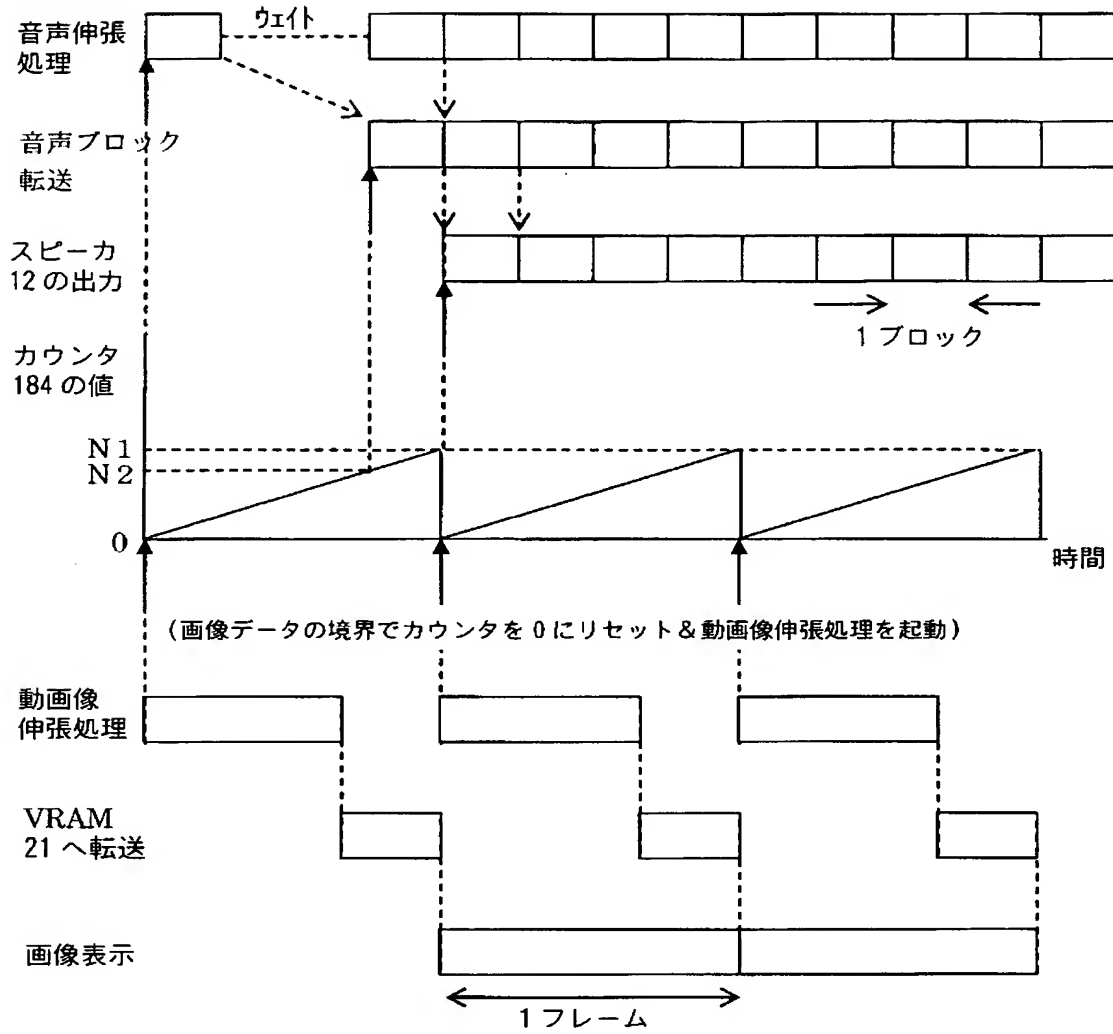 音声伸張
処理
ウェイト
音声ブロック
転送
スピーカ
12 の出力
1 ブロック
カウンタ
184 の値
N1
N2
0
時間
(画像データの境界でカウンタを 0 にリセット&動画像伸張処理を起動)
動画像
伸張処理
VRAM
21 へ転送
画像表示
1 フレーム